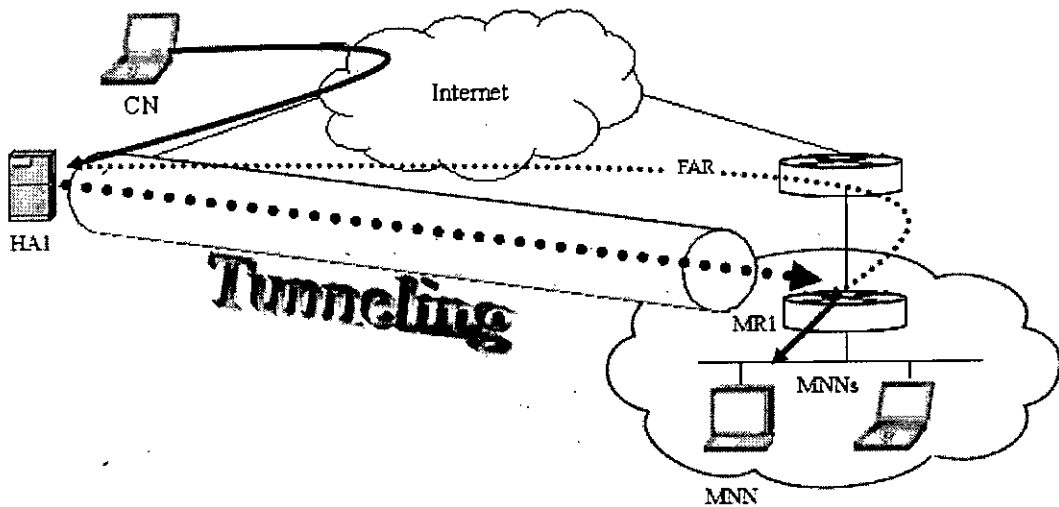 Internet
CN
FAR
HA1
Tunneling
MR1
MNNs
MNN